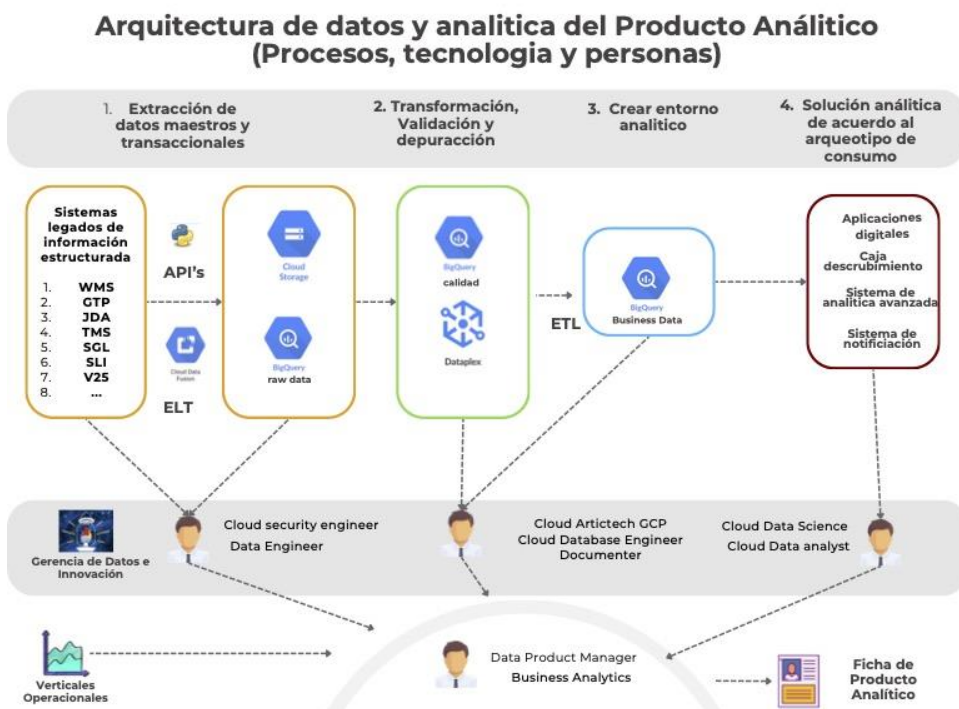 Arquitectura de datos y analitica del Producto Análitico
(Procesos, tecnologia y personas)
1. Extracción de
datos maestros y
transaccionales
2. Transformación,
Validación y
depuracción
3. Crear entorno
analitico
4. Solución análitica
de acuerdo al
arqueotipo de
consumo
Sistemas
legados de
información
estructurada
1. WMS
2. GTP
3. JDA
4. TMS
5. SGL
6. SLI
7. V25
8. ...
API's
Cloud Data
Fusion
ELT
Cloud
Storage
BigQuery
raw data
BigQuery
calidad
Dataplex
ETL
BigQuery
Business Data
Aplicaciones
digitales
Caja
descrubimiento
Sistema de
analitica avanzada
Sistema de
notificiación
Gerencia de Datos e
Innovación
Cloud security engineer
Data Engineer
Cloud Artictech GCP
Cloud Database Engineer
Documenter
Cloud Data Science
Cloud Data analyst
Verticales
Operacionales
Data Product Manager
Business Analytics
Ficha de
Producto
Analítico